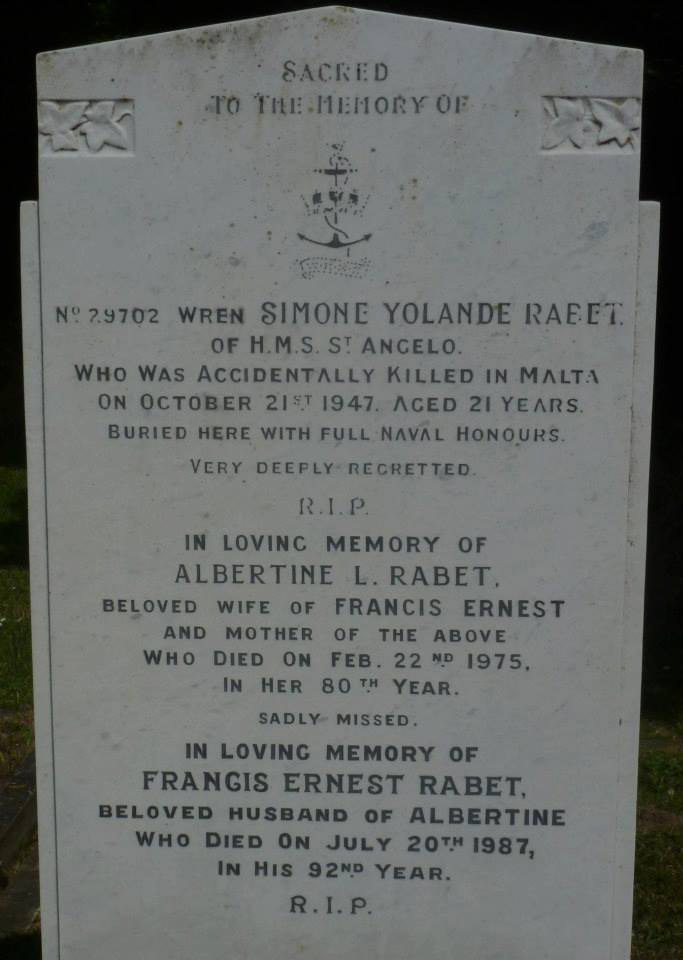 SACRED
TO THE MEMORY OF
No. 29702 WREN SIMONE YOLANDE RABET.
OF H.M.S. ST ANGELO.
WHO WAS ACCIDENTALLY KILLED IN MALTA
ON OCTOBER 21ST 1947. AGED 21 YEARS.
BURIED HERE WITH FULL NAVAL HONOURS.
VERY DEEPLY REGRETTED.
R.I.P.
IN LOVING MEMORY OF
ALBERTINE L. RABET,
BELOVED WIFE OF FRANCIS ERNEST
AND MOTHER OF THE ABOVE
WHO DIED ON FEB. 22ND 1975,
IN HER 80TH YEAR.
SADLY MISSED.
IN LOVING MEMORY OF
FRANCIS ERNEST RABET,
BELOVED HUSBAND OF ALBERTINE
WHO DIED ON JULY 20TH 1987,
IN HIS 92ND YEAR.
R.I.P.